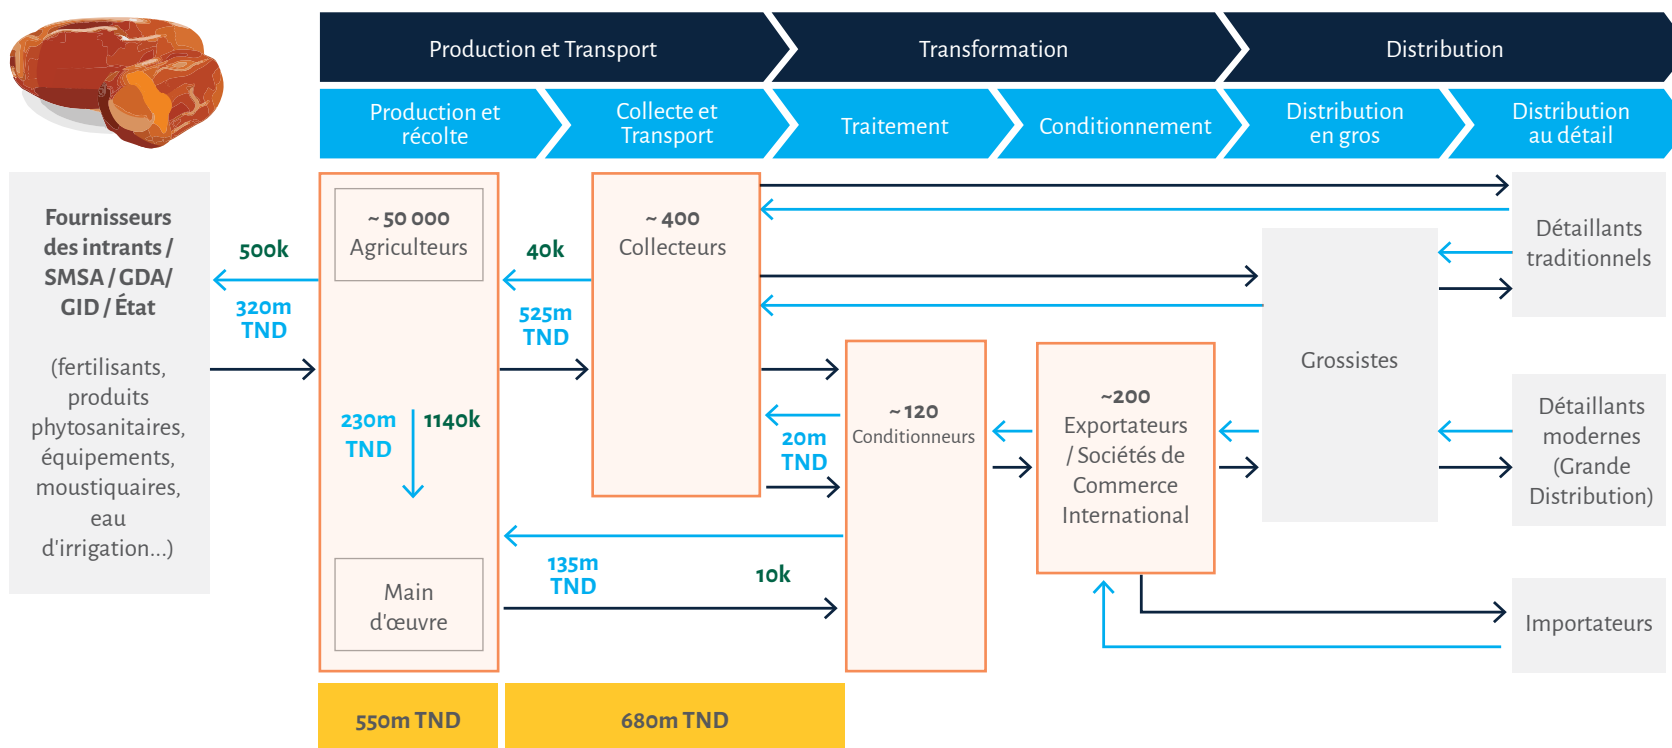 Production et Transport
Transformation
Distribution
Production et
récolte
Collecte et
Transport
Traitement
Conditionnement
Distribution
en gros
Distribution
au détail
Fournisseurs
des intrants /
SMSA / GDA/
GID / État
(fertilisants,
produits
phytosanitaires,
équipements,
moustiquaires,
eau
d'irrigation...)
500k
320m
TND
~ 50 000
Agriculteurs
230m
TND
1140k
Main
d'œuvre
40k
525m
TND
~ 400
Collecteurs
20m
TND
135m
TND
10k
~ 120
Conditionneurs
~200
Exportateurs
/ Sociétés de
Commerce
International
Grossistes
Détaillants
traditionnels
Détaillants
modernes
(Grande
Distribution)
Importateurs
550m TND
680m TND